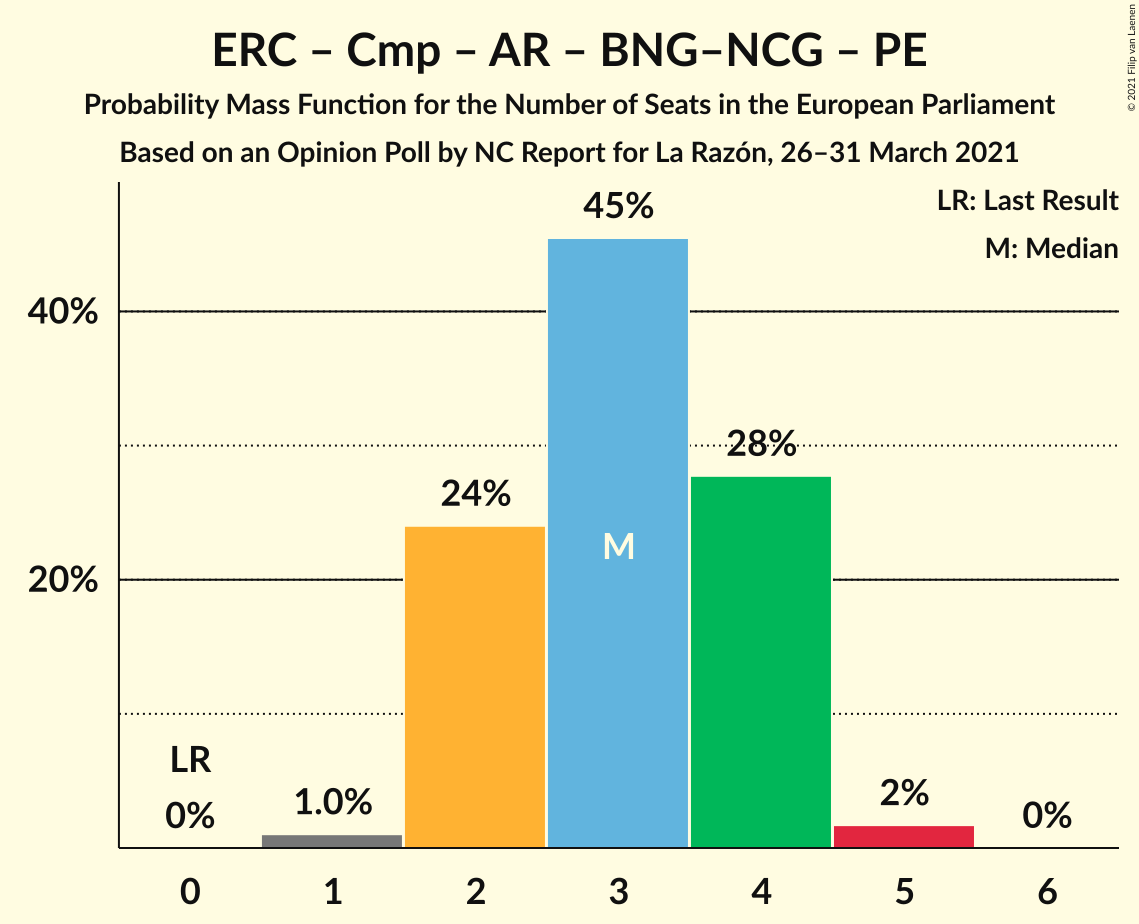 ERC – Cmp – AR – BNG–NCG – PE
Probability Mass Function for the Number of Seats in the European Parliament
Based on an Opinion Poll by NC Report for La Razón, 26–31 March 2021
© 2021 Filip van Laenen
LR: Last Result
M: Median
45%
40%
28%
24%
M
20%
LR
0%
1.0%
2%
0%
0 1 2 3 4 5 6